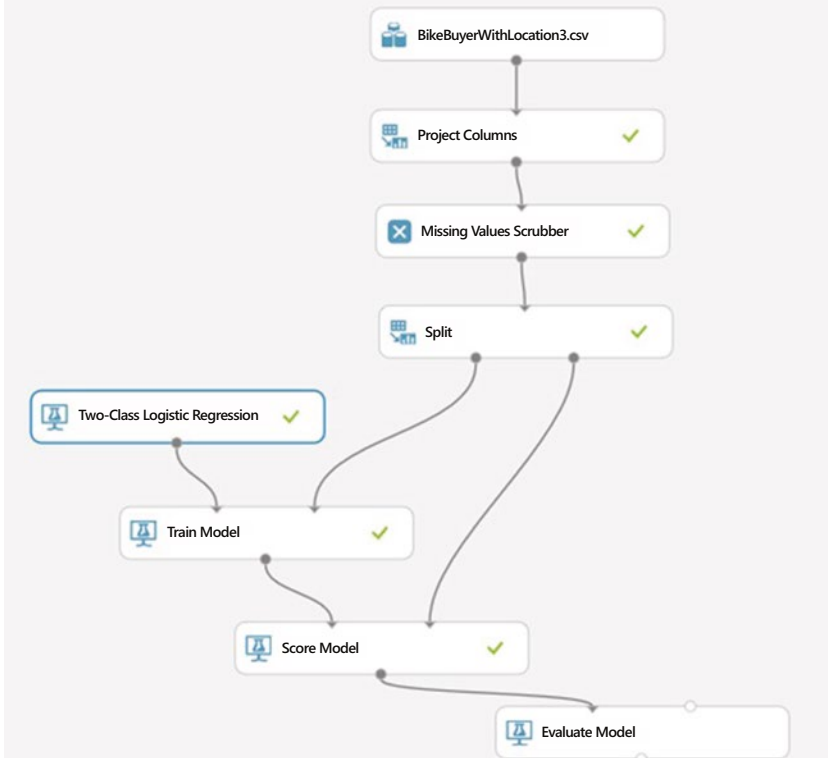 BikeBuyerWithLocation3.csv
Project Columns
Missing Values Scrubber
Split
Two-Class Logistic Regression
Train Model
Score Model
Evaluate Model